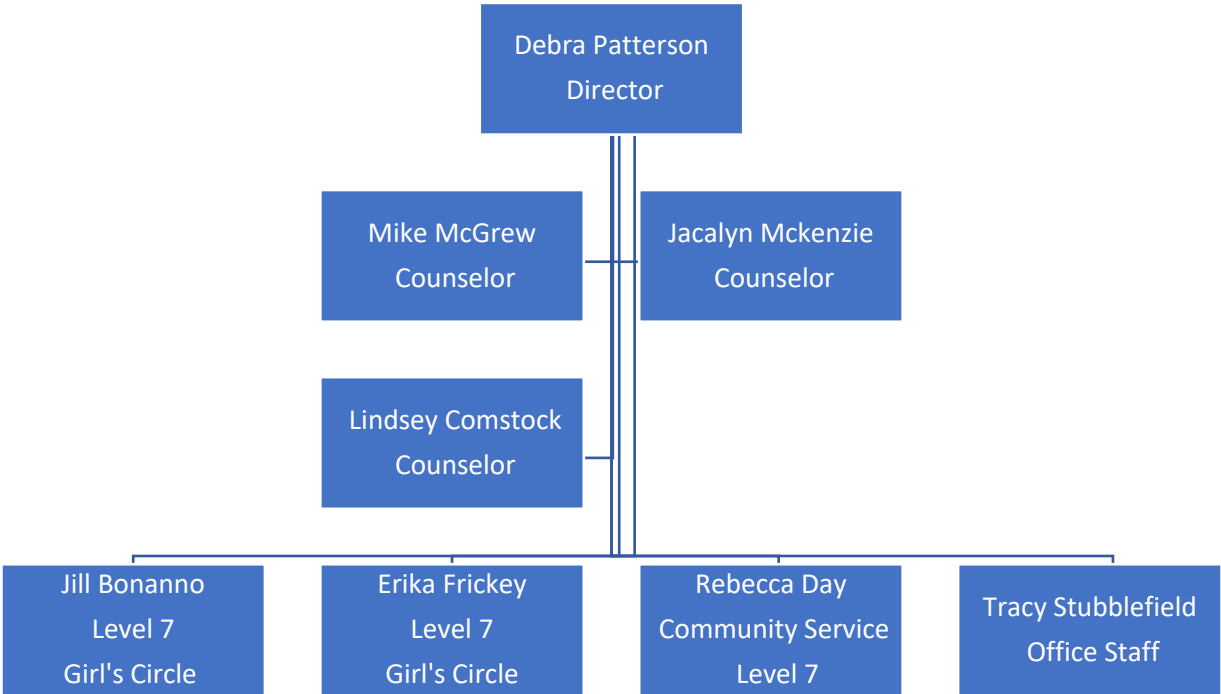 Debra Patterson
Director
Mike McGrew
Counselor
Jacalyn Mckenzie
Counselor
Lindsey Comstock
Counselor
Jill Bonanno
Level 7
Girl's Circle
Erika Frickey
Level 7
Girl's Circle
Rebecca Day
Community Service
Level 7
Tracy Stubblefield
Office Staff